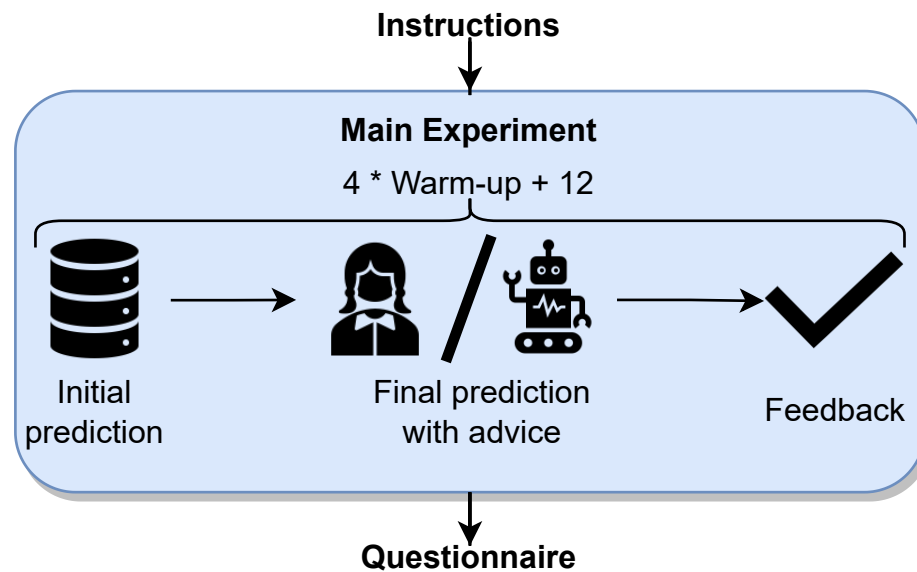 Instructions
Main Experiment
4 * Warm-up + 12
Initial
prediction
Final prediction
with advice
Feedback
Questionnaire